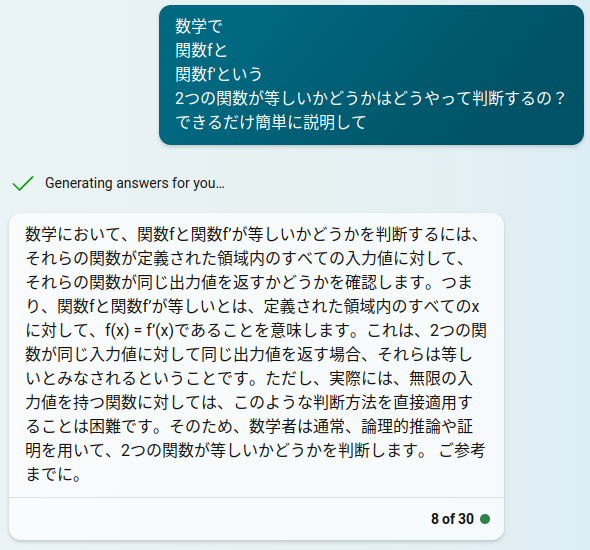 数学で
関数fと
関数f'という
2つの関数が等しいかどうかはどうやって判断するの？
できるだけ簡単に説明して
Generating answers for you…
数学において、関数fと関数f'が等しいかどうかを判断するには、
それらの関数が定義された領域内のすべての入力値に対して、
それらの関数が同じ出力値を返すかどうかを確認します。つま
り、関数fと関数f'が等しいとは、定義された領域内のすべてのx
に対して、f(x) = f'(x)であることを意味します。これは、2つの関
数が同じ入力値に対して同じ出力値を返す場合、それらは等し
いとみなされるということです。ただし、実際には、無限の入
力値を持つ関数に対しては、このような判断方法を直接適用す
ることは困難です。そのため、数学者は通常、論理的推論や証
明を用いて、2つの関数が等しいかどうかを判断します。 ご参考
までに。
8 of 30